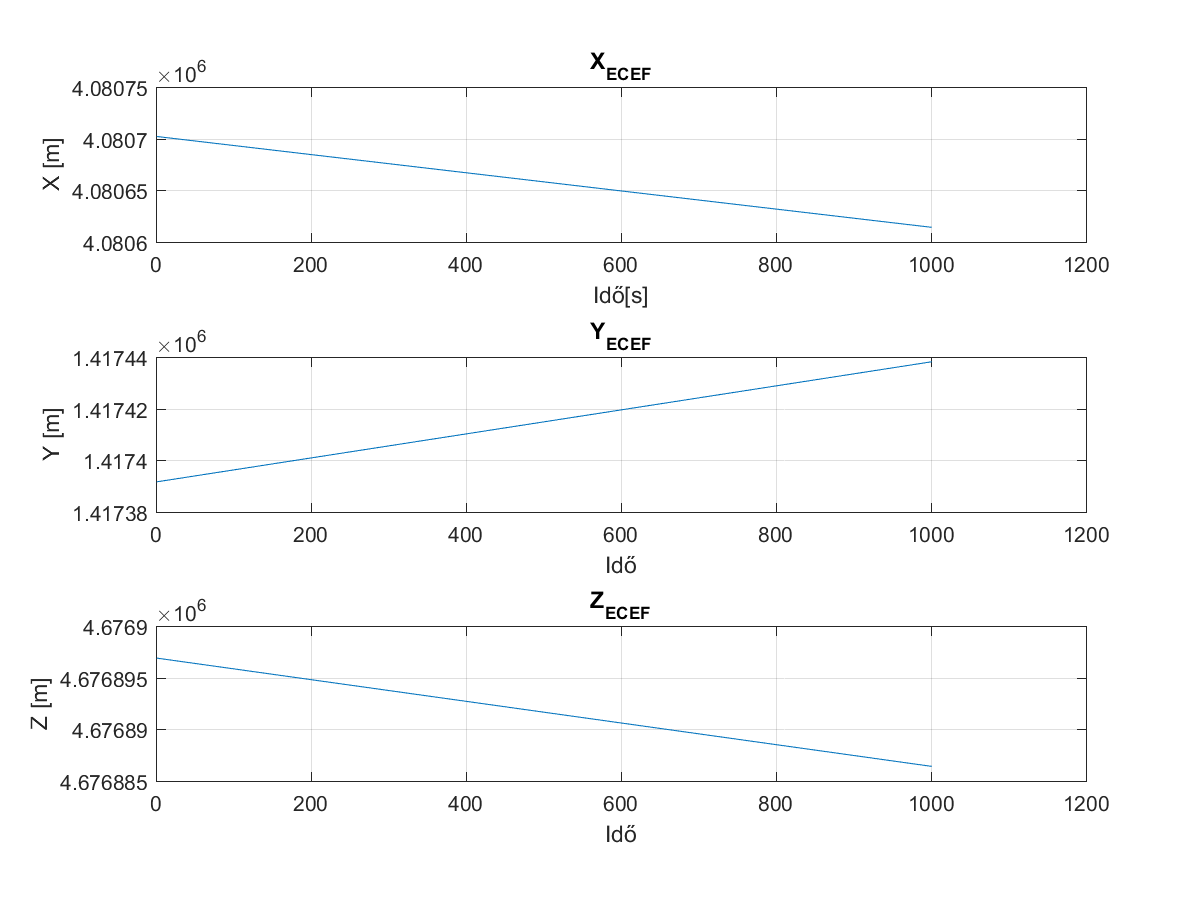 X_ECEF
×10^6
4.08075
4.0807
4.08065
4.0806
X [m]
0 200 400 600 800 1000 1200
Idő[s]
Y_ECEF
×10^6
1.41744
1.41742
1.4174
1.41738
Y [m]
0 200 400 600 800 1000 1200
Idő
Z_ECEF
×10^6
4.6769
4.676895
4.67689
4.676885
Z [m]
0 200 400 600 800 1000 1200
Idő